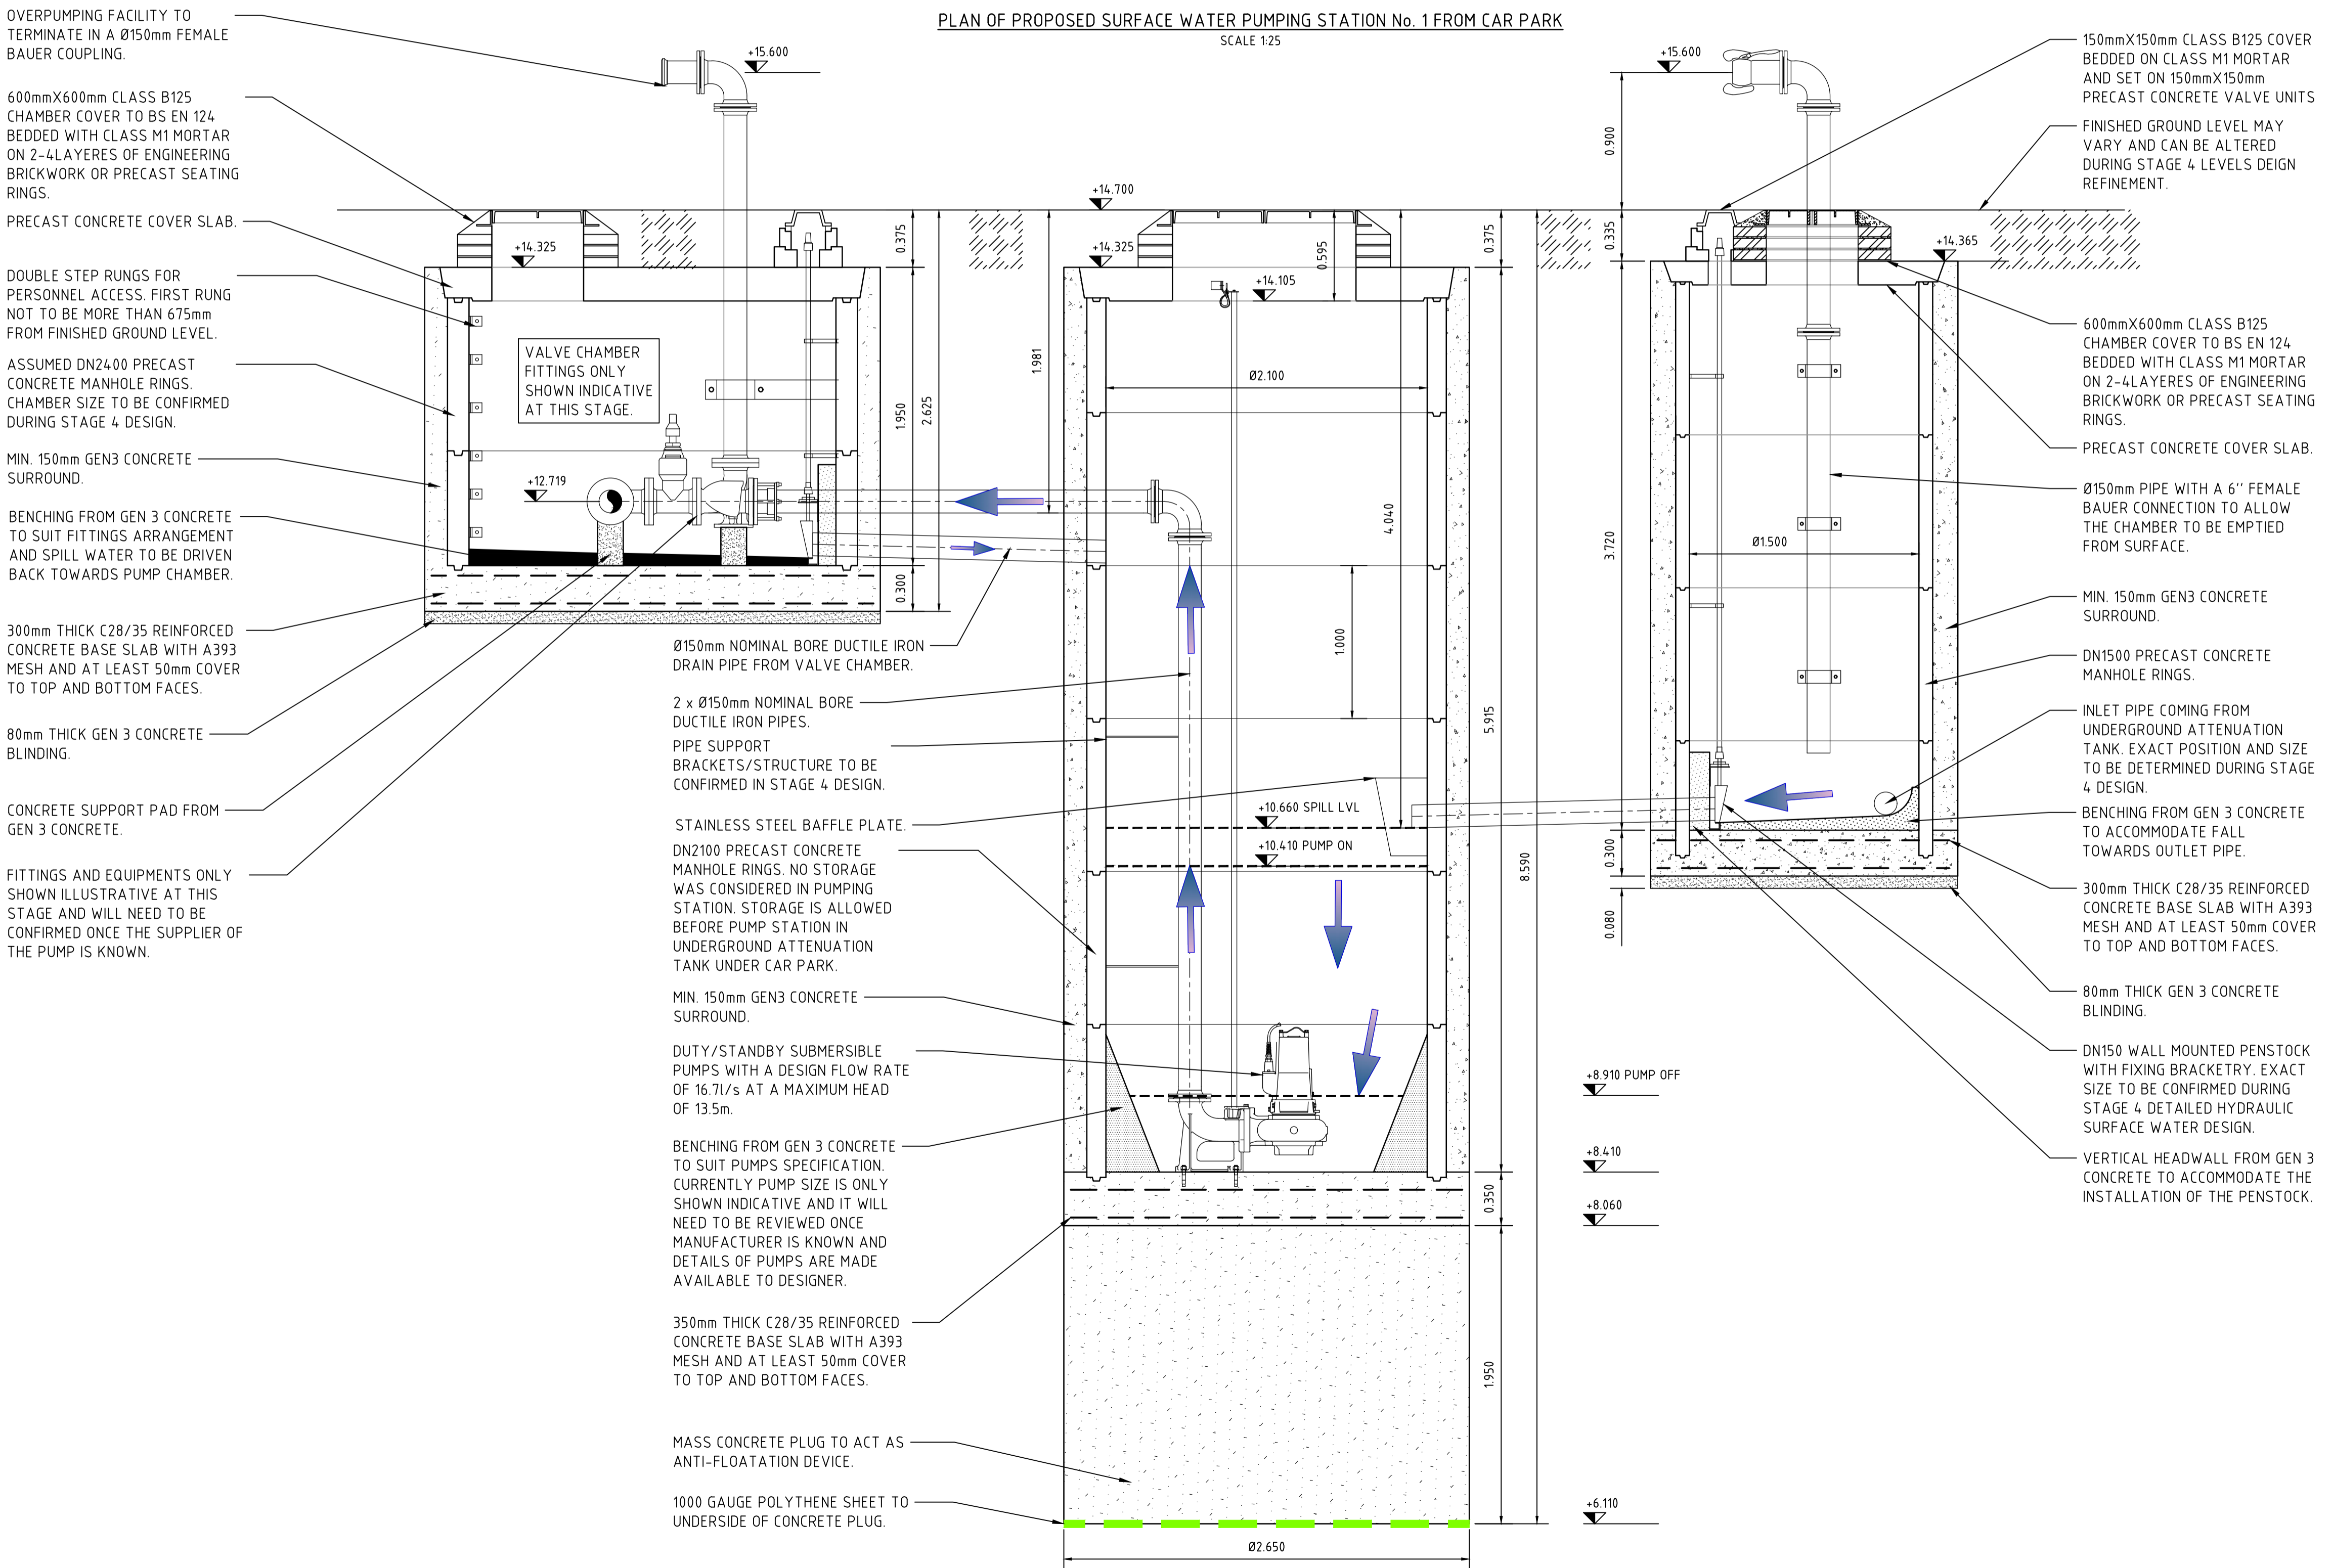 PLAN OF PROPOSED SURFACE WATER PUMPING STATION No. 1 FROM CAR PARK
SCALE 1:25
OVERPUMPING FACILITY TO
TERMINATE IN A Ø150mm FEMALE
BAUER COUPLING.
600mmX600mm CLASS B125
CHAMBER COVER TO BS EN 124
BEDDED WITH CLASS M1 MORTAR
ON 2-4LAYERES OF ENGINEERING
BRICKWORK OR PRECAST SEATING
RINGS.
PRECAST CONCRETE COVER SLAB.
DOUBLE STEP RUNGS FOR
PERSONNEL ACCESS. FIRST RUNG
NOT TO BE MORE THAN 675mm
FROM FINISHED GROUND LEVEL.
ASSUMED DN2400 PRECAST
CONCRETE MANHOLE RINGS.
CHAMBER SIZE TO BE CONFIRMED
DURING STAGE 4 DESIGN.
MIN. 150mm GEN3 CONCRETE
SURROUND.
BENCHING FROM GEN 3 CONCRETE
TO SUIT FITTINGS ARRANGEMENT
AND SPILL WATER TO BE DRIVEN
BACK TOWARDS PUMP CHAMBER.
300mm THICK C28/35 REINFORCED
CONCRETE BASE SLAB WITH A393
MESH AND AT LEAST 50mm COVER
TO TOP AND BOTTOM FACES.
80mm THICK GEN 3 CONCRETE
BLINDING.
CONCRETE SUPPORT PAD FROM
GEN 3 CONCRETE.
FITTINGS AND EQUIPMENTS ONLY
SHOWN ILLUSTRATIVE AT THIS
STAGE AND WILL NEED TO BE
CONFIRMED ONCE THE SUPPLIER OF
THE PUMP IS KNOWN.
+15.600
+14.325
VALVE CHAMBER
FITTINGS ONLY
SHOWN INDICATIVE
AT THIS STAGE.
+12.719
0.375
1.950
2.625
0.300
+14.700
+14.325
+14.105
0.595
0.375
1.981
Ø2.100
4.040
1.000
5.915
8.590
+10.660 SPILL LVL
+10.410 PUMP ON
0.350
1.950
Ø2.650
Ø150mm NOMINAL BORE DUCTILE IRON
DRAIN PIPE FROM VALVE CHAMBER.
2 x Ø150mm NOMINAL BORE
DUCTILE IRON PIPES.
PIPE SUPPORT
BRACKETS/STRUCTURE TO BE
CONFIRMED IN STAGE 4 DESIGN.
STAINLESS STEEL BAFFLE PLATE.
DN2100 PRECAST CONCRETE
MANHOLE RINGS. NO STORAGE
WAS CONSIDERED IN PUMPING
STATION. STORAGE IS ALLOWED
BEFORE PUMP STATION IN
UNDERGROUND ATTENUATION
TANK UNDER CAR PARK.
MIN. 150mm GEN3 CONCRETE
SURROUND.
DUTY/STANDBY SUBMERSIBLE
PUMPS WITH A DESIGN FLOW RATE
OF 16.7l/s AT A MAXIMUM HEAD
OF 13.5m.
BENCHING FROM GEN 3 CONCRETE
TO SUIT PUMPS SPECIFICATION.
CURRENTLY PUMP SIZE IS ONLY
SHOWN INDICATIVE AND IT WILL
NEED TO BE REVIEWED ONCE
MANUFACTURER IS KNOWN AND
DETAILS OF PUMPS ARE MADE
AVAILABLE TO DESIGNER.
350mm THICK C28/35 REINFORCED
CONCRETE BASE SLAB WITH A393
MESH AND AT LEAST 50mm COVER
TO TOP AND BOTTOM FACES.
MASS CONCRETE PLUG TO ACT AS
ANTI-FLOATATION DEVICE.
1000 GAUGE POLYTHENE SHEET TO
UNDERSIDE OF CONCRETE PLUG.
+8.910 PUMP OFF
+8.410
+8.060
+6.110
+15.600
0.900
0.335
+14.365
3.720
Ø1.500
0.300
0.080
150mmX150mm CLASS B125 COVER
BEDDED ON CLASS M1 MORTAR
AND SET ON 150mmX150mm
PRECAST CONCRETE VALVE UNITS
FINISHED GROUND LEVEL MAY
VARY AND CAN BE ALTERED
DURING STAGE 4 LEVELS DEIGN
REFINEMENT.
600mmX600mm CLASS B125
CHAMBER COVER TO BS EN 124
BEDDED WITH CLASS M1 MORTAR
ON 2-4LAYERES OF ENGINEERING
BRICKWORK OR PRECAST SEATING
RINGS.
PRECAST CONCRETE COVER SLAB.
Ø150mm PIPE WITH A 6'' FEMALE
BAUER CONNECTION TO ALLOW
THE CHAMBER TO BE EMPTIED
FROM SURFACE.
MIN. 150mm GEN3 CONCRETE
SURROUND.
DN1500 PRECAST CONCRETE
MANHOLE RINGS.
INLET PIPE COMING FROM
UNDERGROUND ATTENUATION
TANK. EXACT POSITION AND SIZE
TO BE DETERMINED DURING STAGE
4 DESIGN.
BENCHING FROM GEN 3 CONCRETE
TO ACCOMMODATE FALL
TOWARDS OUTLET PIPE.
300mm THICK C28/35 REINFORCED
CONCRETE BASE SLAB WITH A393
MESH AND AT LEAST 50mm COVER
TO TOP AND BOTTOM FACES.
80mm THICK GEN 3 CONCRETE
BLINDING.
DN150 WALL MOUNTED PENSTOCK
WITH FIXING BRACKETRY. EXACT
SIZE TO BE CONFIRMED DURING
STAGE 4 DETAILED HYDRAULIC
SURFACE WATER DESIGN.
VERTICAL HEADWALL FROM GEN 3
CONCRETE TO ACCOMMODATE THE
INSTALLATION OF THE PENSTOCK.